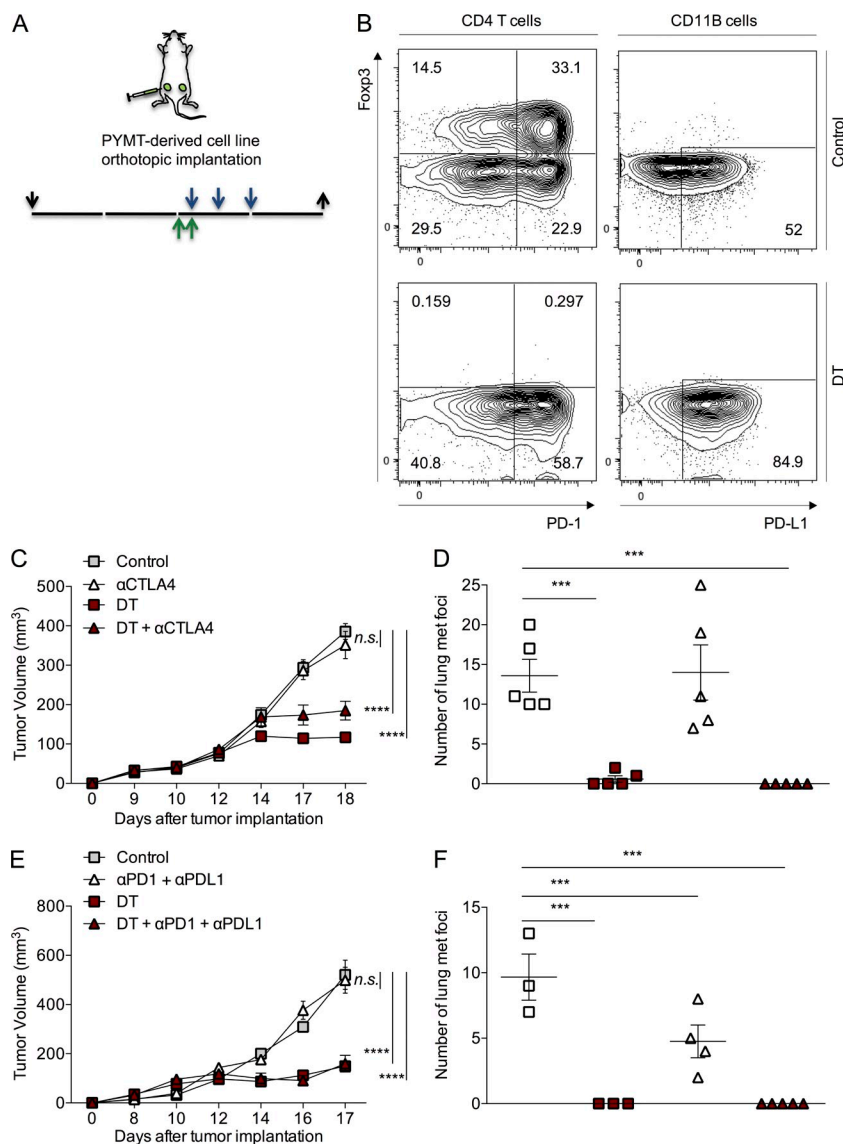 A
PYMT-derived cell line
orthotopic implantation
B
CD4 T cells
CD11B cells
Foxp3
14.5
33.1
29.5
22.9
0
0
52
0
0
Control
0.159
0.297
40.8
58.7
0
0
84.9
0
0
DT
PD-1
PD-L1
C
Control
αCTLA4
DT
DT + αCTLA4
Tumor Volume (mm³)
500
400
300
200
100
0
0
9
10
12
14
17
18
Days after tumor implantation
n.s.
****
****
D
***
***
Number of lung met foci
25
20
15
10
5
0
E
Control
αPD1 + αPDL1
DT
DT + αPD1 + αPDL1
Tumor Volume (mm³)
800
600
400
200
0
0
8
10
12
14
16
17
Days after tumor implantation
n.s.
****
****
F
***
***
***
Number of lung met foci
15
10
5
0